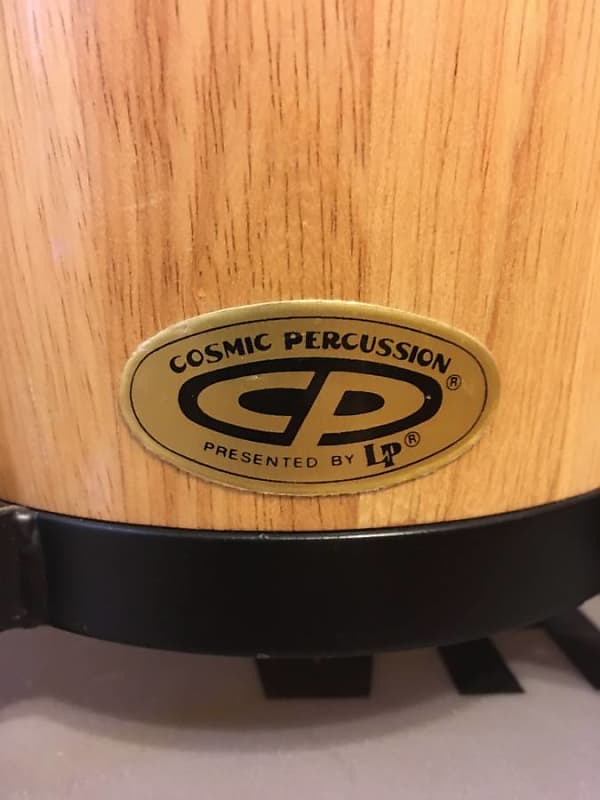 COSMIC PERCUSSION
CP ®
PRESENTED BY LP ®